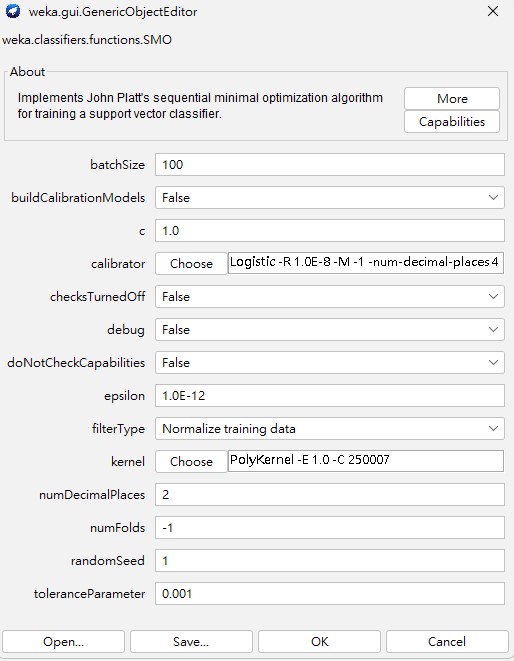 weka.gui.GenericObjectEditor
weka.classifiers.functions.SMO
About
Implements John Platt's sequential minimal optimization algorithm
for training a support vector classifier.
More
Capabilities
batchSize 100
buildCalibrationModels False
c 1.0
calibrator Choose Logistic -R 1.0E-8 -M -1 -num-decimal-places 4
checksTurnedOff False
debug False
doNotCheckCapabilities False
epsilon 1.0E-12
filterType Normalize training data
kernel Choose PolyKernel -E 1.0 -C 250007
numDecimalPlaces 2
numFolds -1
randomSeed 1
toleranceParameter 0.001
Open... Save... OK Cancel